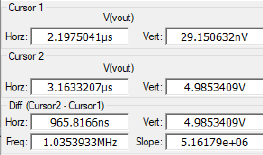 Cursor 1
V(vout)
Horz: 2.1975041µs Vert: 29.150632nV
Cursor 2
V(vout)
Horz: 3.1633207µs Vert: 4.9853409V
Diff (Cursor2 - Cursor1)
Horz: 965.8166ns Vert: 4.9853409V
Freq: 1.0353933MHz Slope: 5.16179e+06